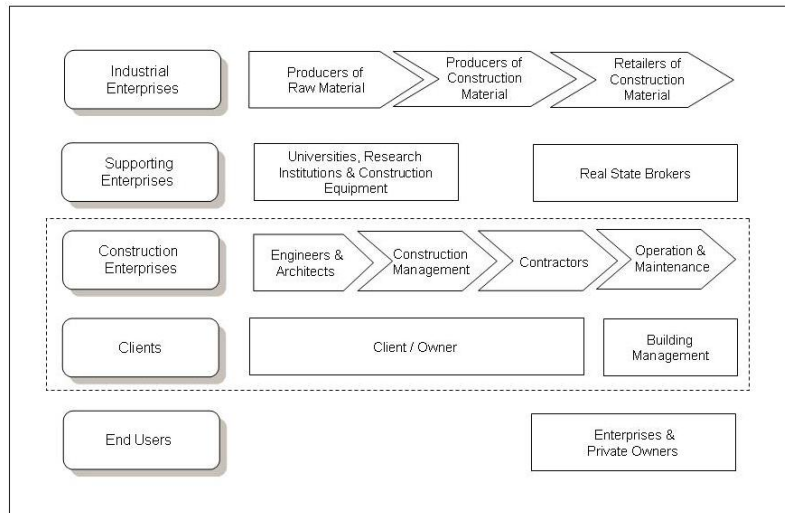 Industrial
Enterprises
Producers of
Raw Material
Producers of
Construction
Material
Retailers of
Construction
Material
Supporting
Enterprises
Universities, Research
Institutions & Construction
Equipment
Real State Brokers
Construction
Enterprises
Engineers &
Architects
Construction
Management
Contractors
Operation &
Maintenance
Clients
Client / Owner
Building
Management
End Users
Enterprises &
Private Owners